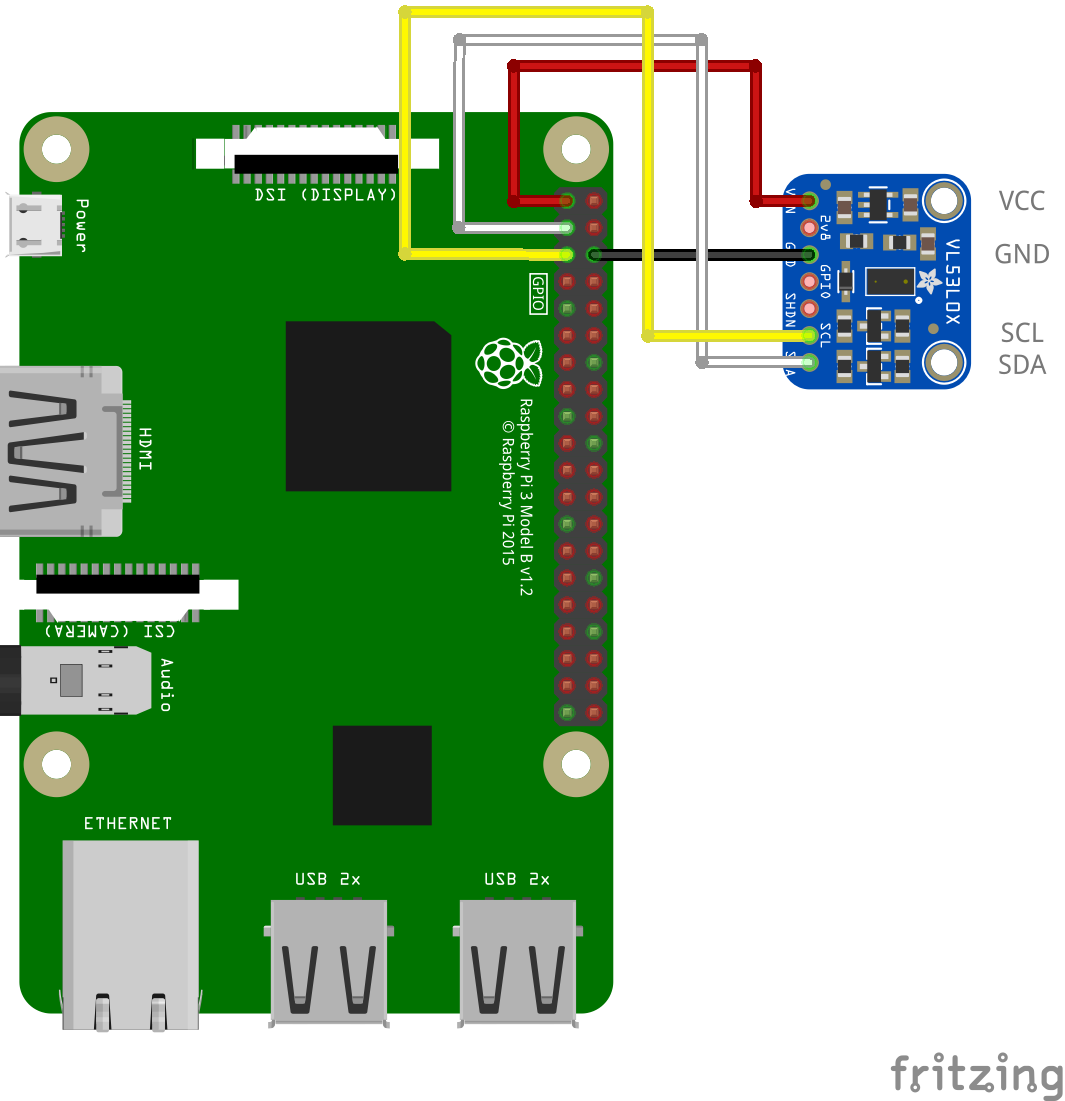 DSI (DISPLAY)
Power
VIN
2v8
GND
GPIO
SHDN
SCL
SDA
VL53L0X
VCC
GND
SCL
SDA
GPIO
Raspberry Pi 3 Model B v1.2
© Raspberry Pi 2015
HDMI
CSI (CAMERA)
Audio
ETHERNET
USB 2x
USB 2x
fritzing